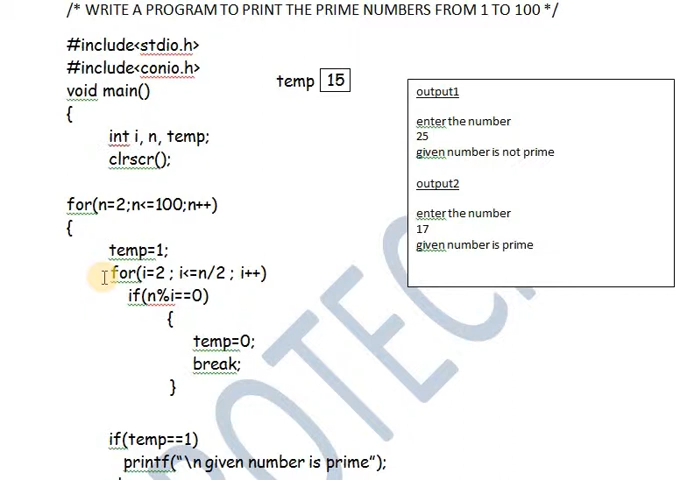 /* WRITE A PROGRAM TO PRINT THE PRIME NUMBERS FROM 1 TO 100 */
#include<stdio.h>
#include<conio.h>
void main()
{
int i, n, temp;
clrscr();
for(n=2;n<=100;n++)
{
temp=1;
for(i=2 ; i<=n/2 ; i++)
if(n%i==0)
{
temp=0;
break;
}
if(temp==1)
printf(“\n given number is prime”);
temp 15
output1
enter the number
25
given number is not prime
output2
enter the number
17
given number is prime